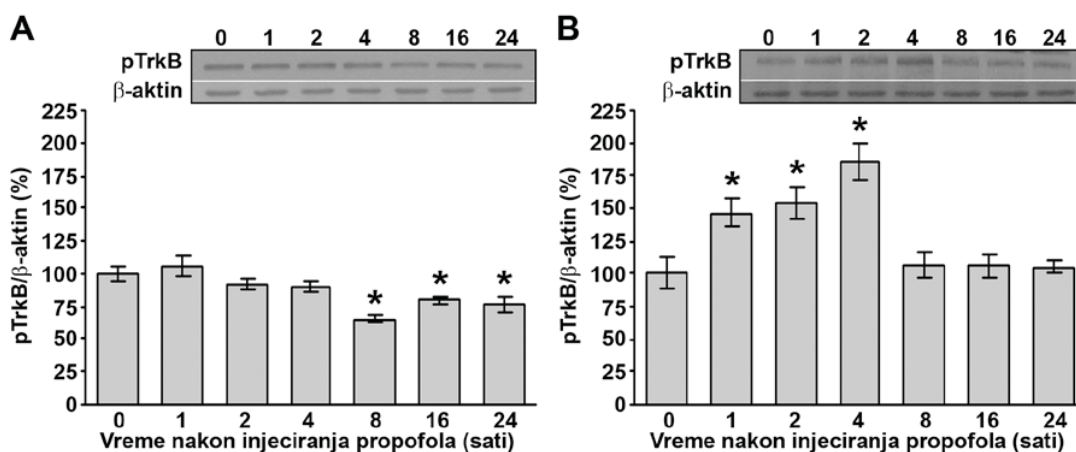 A
0 1 2 4 8 16 24
pTrkB
β-aktin
pTrkB/β-aktin (%)
225
200
175
150
125
100
75
50
25
0
* * *
0 1 2 4 8 16 24
Vreme nakon injeciranja propofola (sati)
B
0 1 2 4 8 16 24
pTrkB
β-aktin
pTrkB/β-aktin (%)
225
200
175
150
125
100
75
50
25
0
* * *
0 1 2 4 8 16 24
Vreme nakon injeciranja propofola (sati)